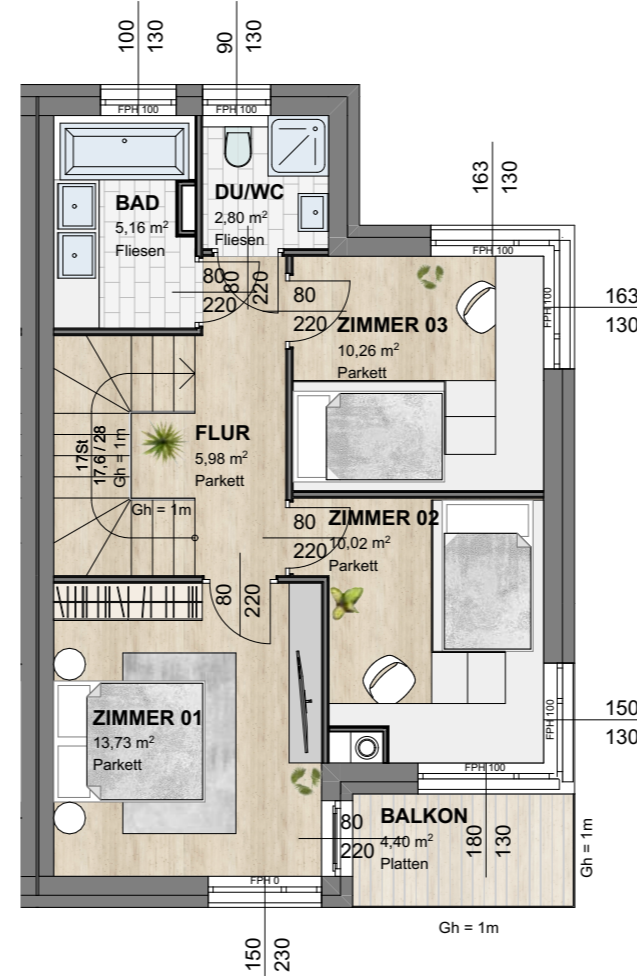 100
130
90
130
FPH 100
FPH 100
BAD
5,16 m²
Fliesen
DU/WC
2,80 m²
Fliesen
163
130
FPH 100
FPH 100
163
130
80
220
80
220
80
220
ZIMMER 03
10,26 m²
Parkett
17St
17,6 / 28
Gh = 1m
Gh = 1m
FLUR
5,98 m²
Parkett
80
220
ZIMMER 02
10,02 m²
Parkett
80
220
ZIMMER 01
13,73 m²
Parkett
FPH 100
150
130
FPH 100
80
220
BALKON
4,40 m²
Platten
180
130
Gh = 1m
Gh = 1m
FPH 0
150
230